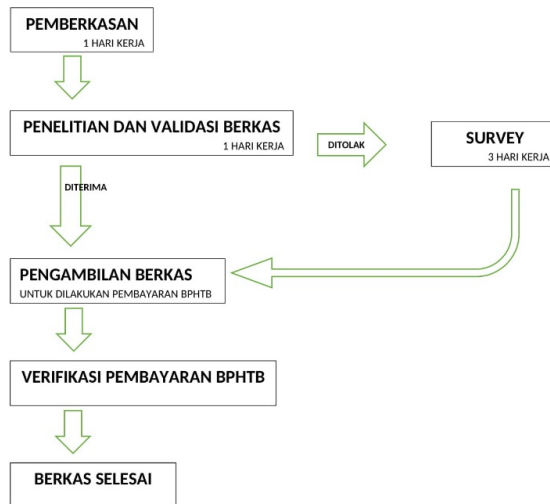 PEMBERKASAN
1 HARI KERJA
PENELITIAN DAN VALIDASI BERKAS
1 HARI KERJA
DITOLAK
SURVEY
3 HARI KERJA
DITERIMA
PENGAMBILAN BERKAS
UNTUK DILAKUKAN PEMBAYARAN BPHTB
VERIFIKASI PEMBAYARAN BPHTB
BERKAS SELESAI